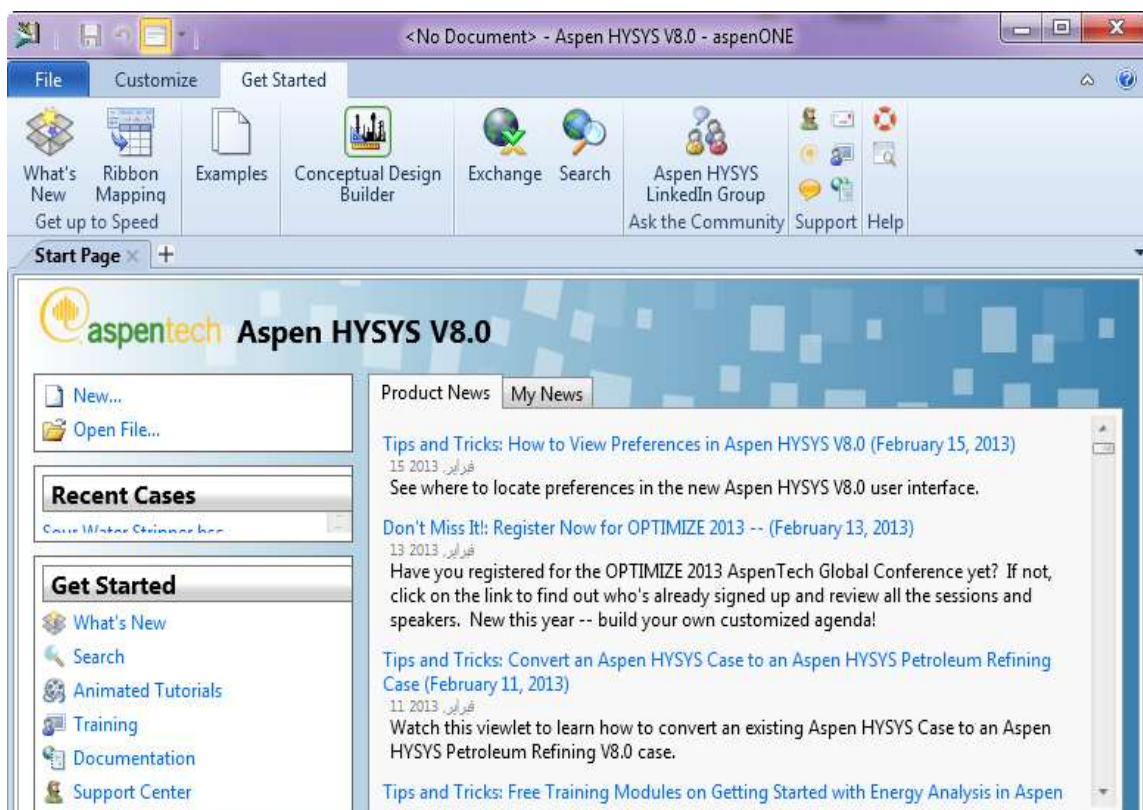 <No Document> - Aspen HYSYS V8.0 - aspenONE
File Customize Get Started
What's New
Ribbon Mapping
Examples
Conceptual Design Builder
Exchange
Search
Aspen HYSYS LinkedIn Group
Get up to Speed
Ask the Community
Support
Help
Start Page
aspentech Aspen HYSYS V8.0
New...
Open File...
Recent Cases
Sour Water Stripper.hsc
Get Started
What's New
Search
Animated Tutorials
Training
Documentation
Support Center
Product News My News
Tips and Tricks: How to View Preferences in Aspen HYSYS V8.0 (February 15, 2013)
15 فبراير, 2013
See where to locate preferences in the new Aspen HYSYS V8.0 user interface.
Don't Miss It!: Register Now for OPTIMIZE 2013 -- (February 13, 2013)
13 فبراير, 2013
Have you registered for the OPTIMIZE 2013 AspenTech Global Conference yet? If not,
click on the link to find out who's already signed up and review all the sessions and
speakers. New this year -- build your own customized agenda!
Tips and Tricks: Convert an Aspen HYSYS Case to an Aspen HYSYS Petroleum Refining
Case (February 11, 2013)
11 فبراير, 2013
Watch this viewlet to learn how to convert an existing Aspen HYSYS Case to an Aspen
HYSYS Petroleum Refining V8.0 case.
Tips and Tricks: Free Training Modules on Getting Started with Energy Analysis in Aspen